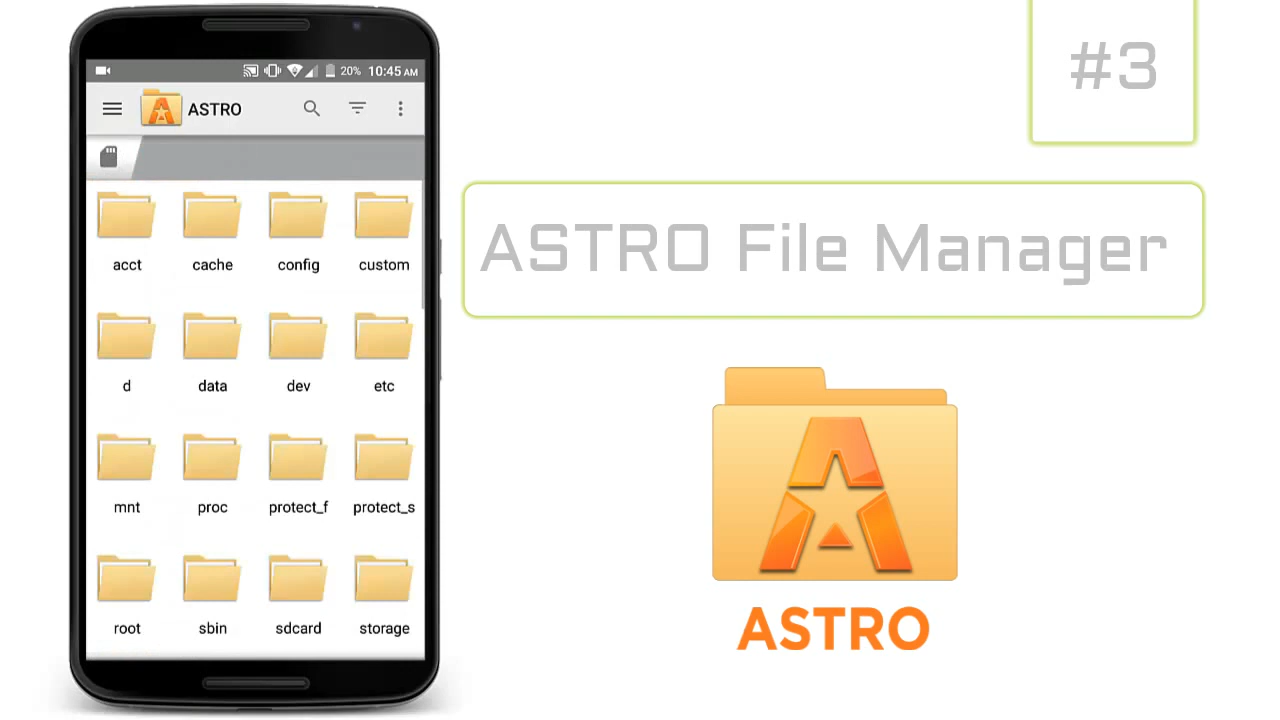 20% 10:45 AM
ASTRO
acct cache config custom
d data dev etc
mnt proc protect_f protect_s
root sbin sdcard storage
#3
ASTRO File Manager
ASTRO